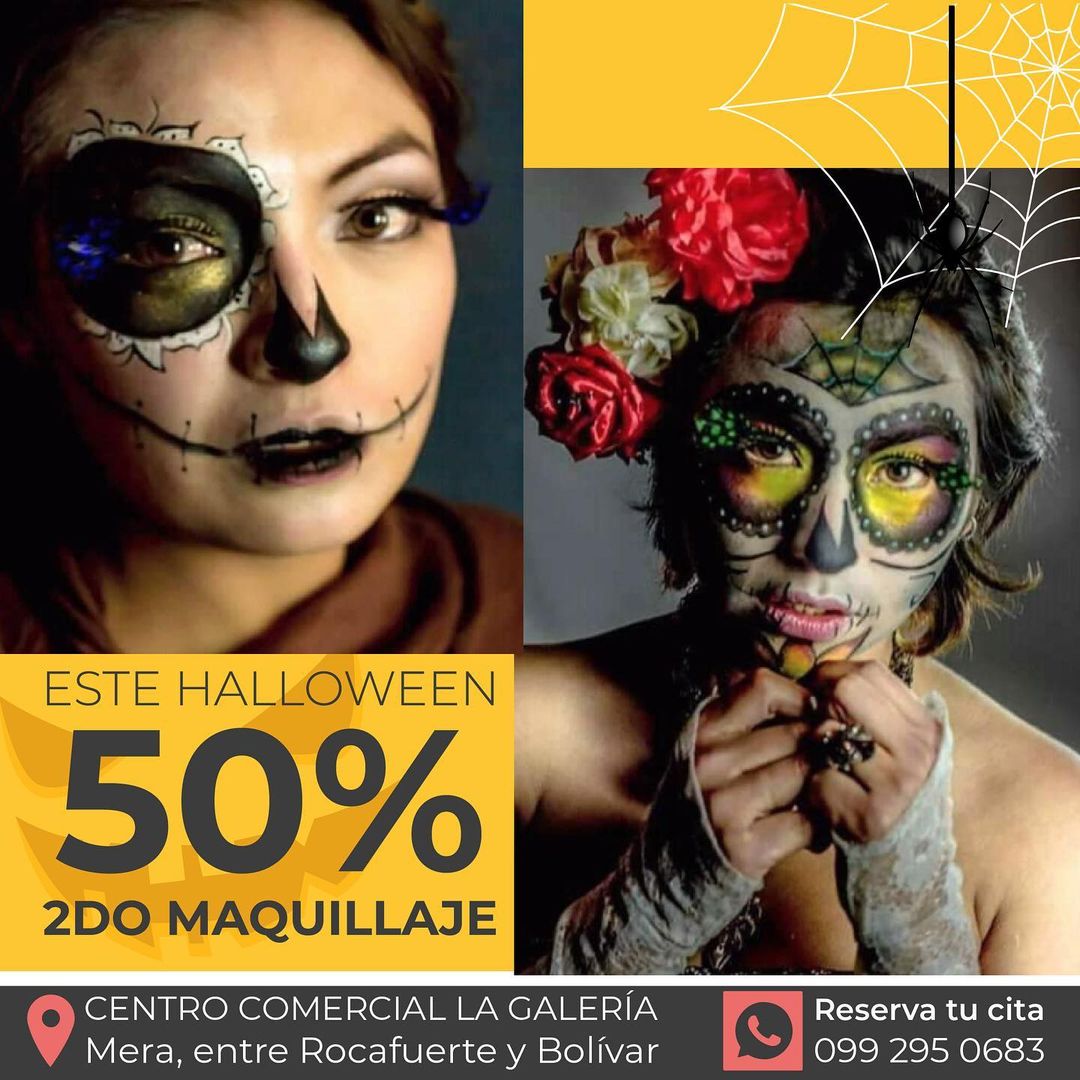 ESTE HALLOWEEN
50%
2DO MAQUILLAJE
CENTRO COMERCIAL LA GALERÍA
Mera, entre Rocafuerte y Bolívar
Reserva tu cita
099 295 0683